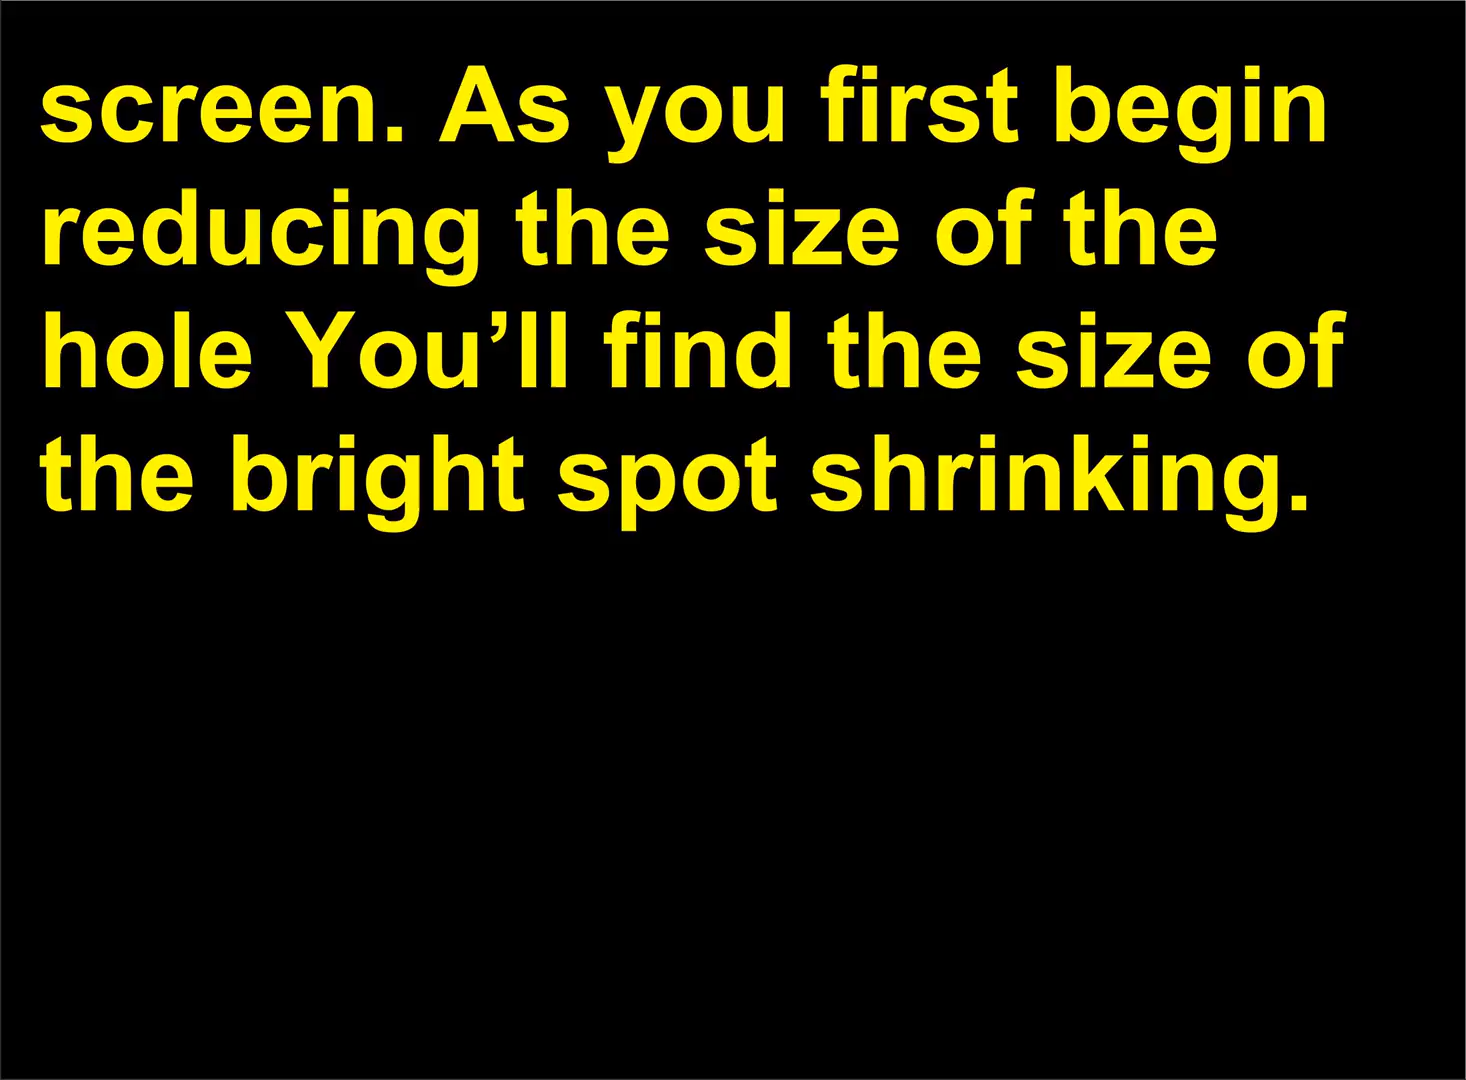 screen. As you first begin
reducing the size of the
hole You’ll find the size of
the bright spot shrinking.